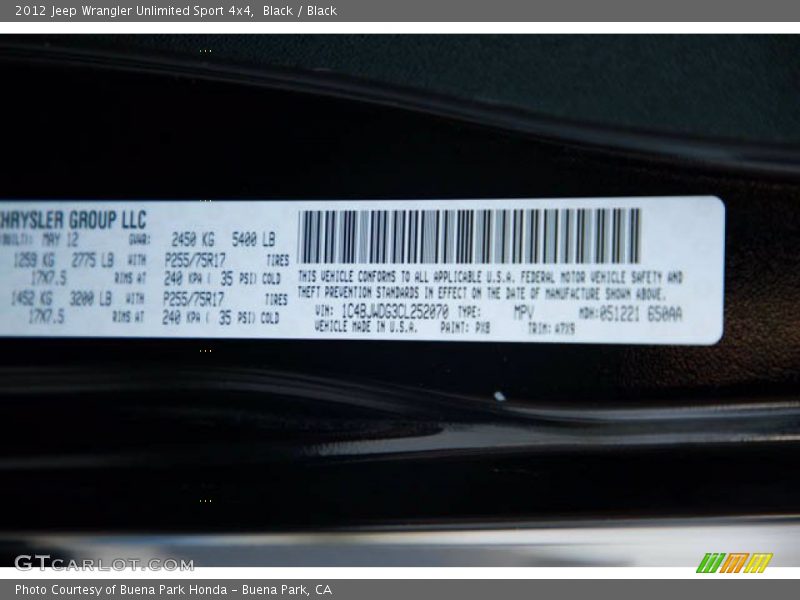 2012 Jeep Wrangler Unlimited Sport 4x4, Black / Black
CHRYSLER GROUP LLC
MAY 12 GVWR: 2450 KG 5400 LB
1259 KG 2775 LB WITH P255/75R17 TIRES
17X7.5 RIMS AT 240 KPA ( 35 PSI) COLD
1452 KG 3200 LB WITH P255/75R17 TIRES
17X7.5 RIMS AT 240 KPA ( 35 PSI) COLD
THIS VEHICLE CONFORMS TO ALL APPLICABLE U.S.A. FEDERAL MOTOR VEHICLE SAFETY AND
THEFT PREVENTION STANDARDS IN EFFECT ON THE DATE OF MANUFACTURE SHOWN ABOVE.
VIN: 1C4BJWDG3CL252070 TYPE: MPV MDH:051221 650AA
VEHICLE MADE IN U.S.A. PAINT: PX8 TRIM: A7X9
GTCARLOT.COM
Photo Courtesy of Buena Park Honda - Buena Park, CA